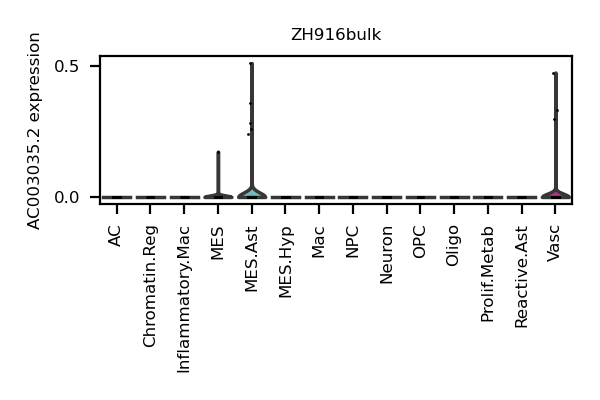 ZH916bulk
AC003035.2 expression
0.5
0.0
AC
Chromatin.Reg
Inflammatory.Mac
MES
MES.Ast
MES.Hyp
Mac
NPC
Neuron
OPC
Oligo
Prolif.Metab
Reactive.Ast
Vasc